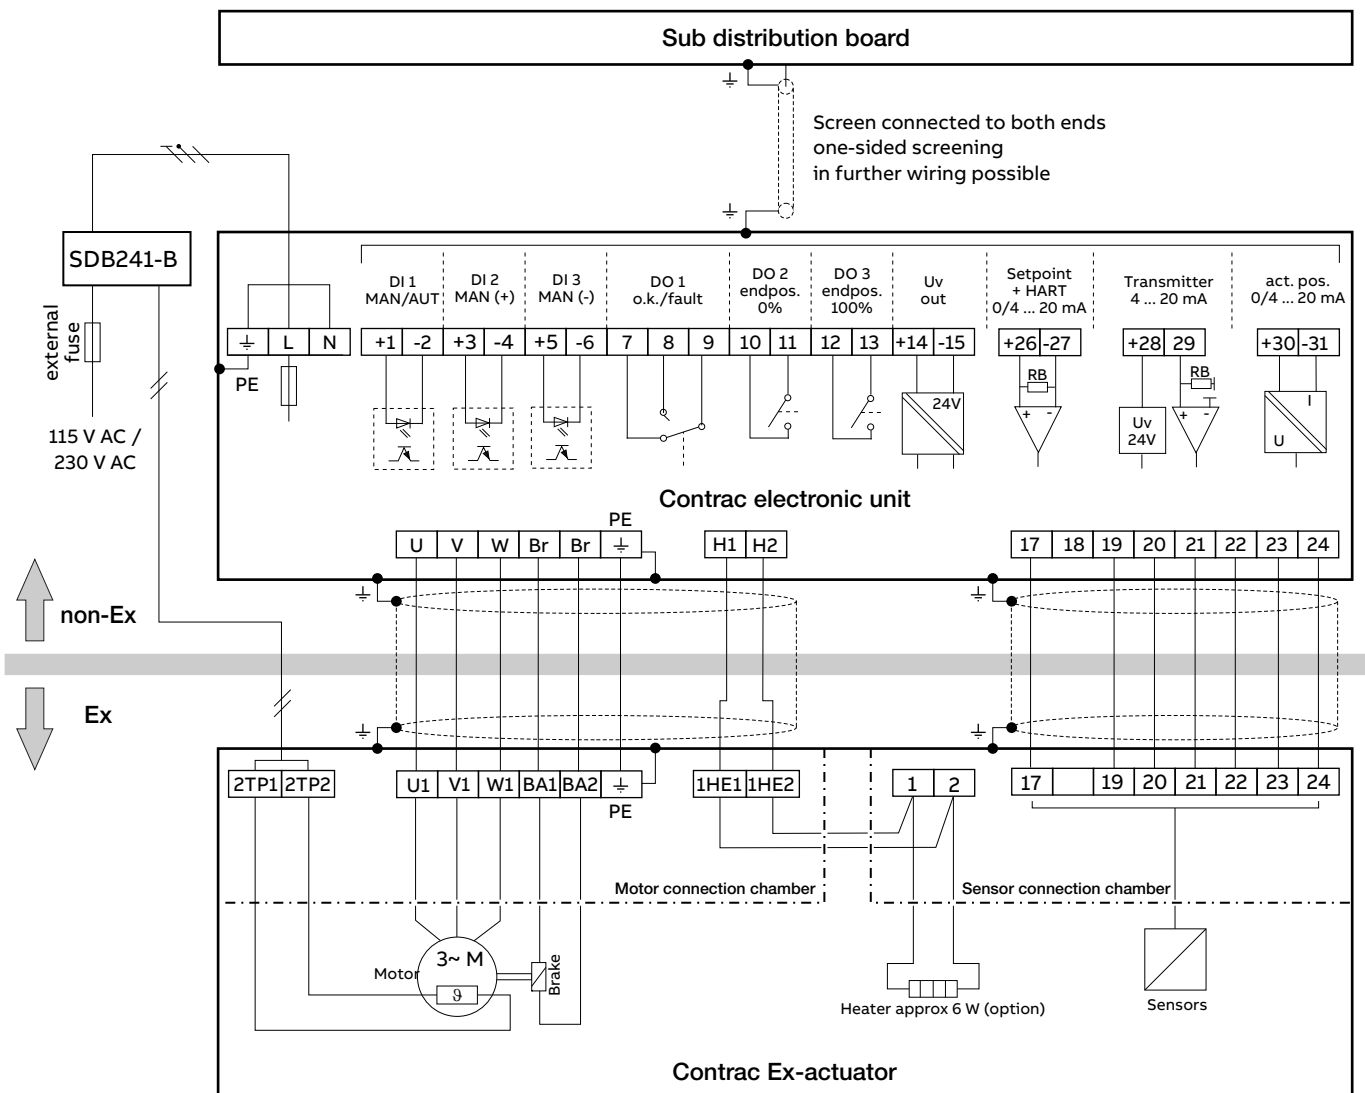 Sub distribution board
Screen connected to both ends
one-sided screening
in further wiring possible
SDB241-B
external
fuse
115 V AC /
230 V AC
DI 1
MAN/AUT
DI 2
MAN (+)
DI 3
MAN (-)
DO 1
o.k./fault
DO 2
endpos.
0%
DO 3
endpos.
100%
Uv
out
Setpoint
+ HART
0/4 ... 20 mA
Transmitter
4 ... 20 mA
act. pos.
0/4 ... 20 mA
L N
+1 -2 +3 -4 +5 -6 7 8 9 10 11 12 13 +14 -15 +26 -27 +28 29 +30 -31
PE
RB
RB
24V
+ -
Uv
24V
+ -
I
U
Contrac electronic unit
PE
U V W Br Br
H1 H2
17 18 19 20 21 22 23 24
non-Ex
Ex
2TP1 2TP2
U1 V1 W1 BA1 BA2
PE
1HE1 1HE2
1 2
17 19 20 21 22 23 24
Motor connection chamber
Sensor connection chamber
3~ M
Motor
ϑ
Brake
Heater approx 6 W (option)
Sensors
Contrac Ex-actuator